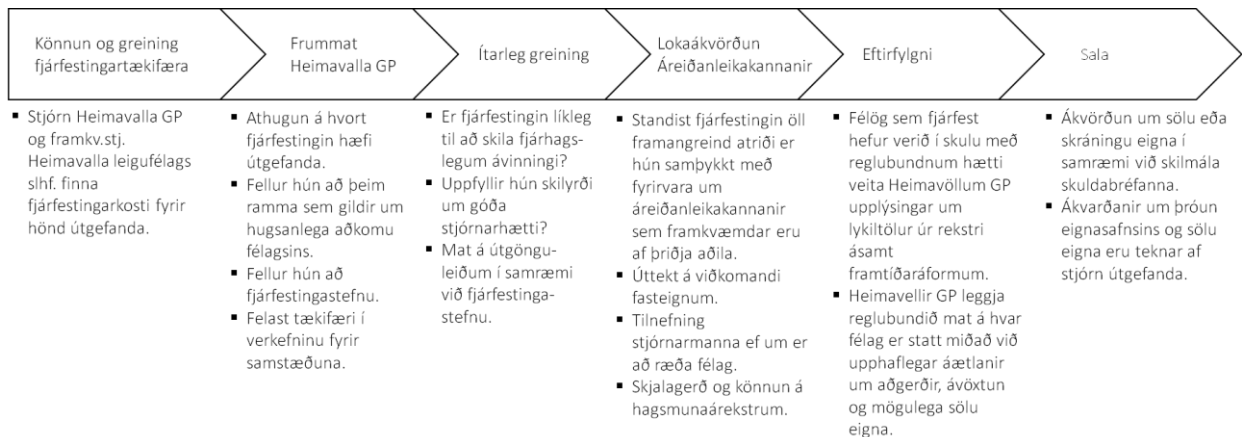 Könnun og greining
fjárfestingartækifæra
Frummat
Heimavalla GP
Ítarleg greining
Lokaákvörðun
Áreiðanleikakannanir
Eftirfylgni
Sala
▪ Stjórn Heimavalla GP
og framkv.stj.
Heimavalla leigufélags
slhf. finna
fjárfestingarkosti fyrir
hönd útgefanda.
▪ Athugun á hvort
fjárfestingin hæfi
útgefanda.
▪ Fellur hún að þeim
ramma sem gildir um
hugsanlega aðkomu
félagsins.
▪ Fellur hún að
fjárfestingastefnu.
▪ Felast tækifæri í
verkefninu fyrir
samstæðuna.
▪ Er fjárfestingin líkleg
til að skila fjárhags-
legum ávinningi?
▪ Uppfyllir hún skilyrði
um góða
stjórnarhætti?
▪ Mat á útgöngu-
leiðum í samræmi
við fjárfestinga-
stefnu.
▪ Standist fjárfestingin öll
framangreind atriði er
hún samþykkt með
fyrirvara um
áreiðanleikakannanir
sem framkvæmdar eru
af þriðja aðila.
▪ Úttekt á viðkomandi
fasteignum.
▪ Tilnefning
stjórnarmanna ef um er
að ræða félag.
▪ Skjalagerð og könnun á
hagsmunaárekstrum.
▪ Félög sem fjárfest
hefur verið í skulu með
reglubundnum hætti
veita Heimavöllum GP
upplýsingar um
lykiltölur úr rekstri
ásamt
framtíðaráformum.
▪ Heimavellir GP leggja
reglubundið mat á hvar
félag er statt miðað við
upphaflegar áætlanir
um aðgerðir, ávöxtun
og mögulega sölu
eigna.
▪ Ákvörðun um sölu eða
skráningu eigna í
samræmi við skilmála
skuldabréfanna.
▪ Ákvarðanir um þróun
eignasafnsins og sölu
eigna eru teknar af
stjórn útgefanda.